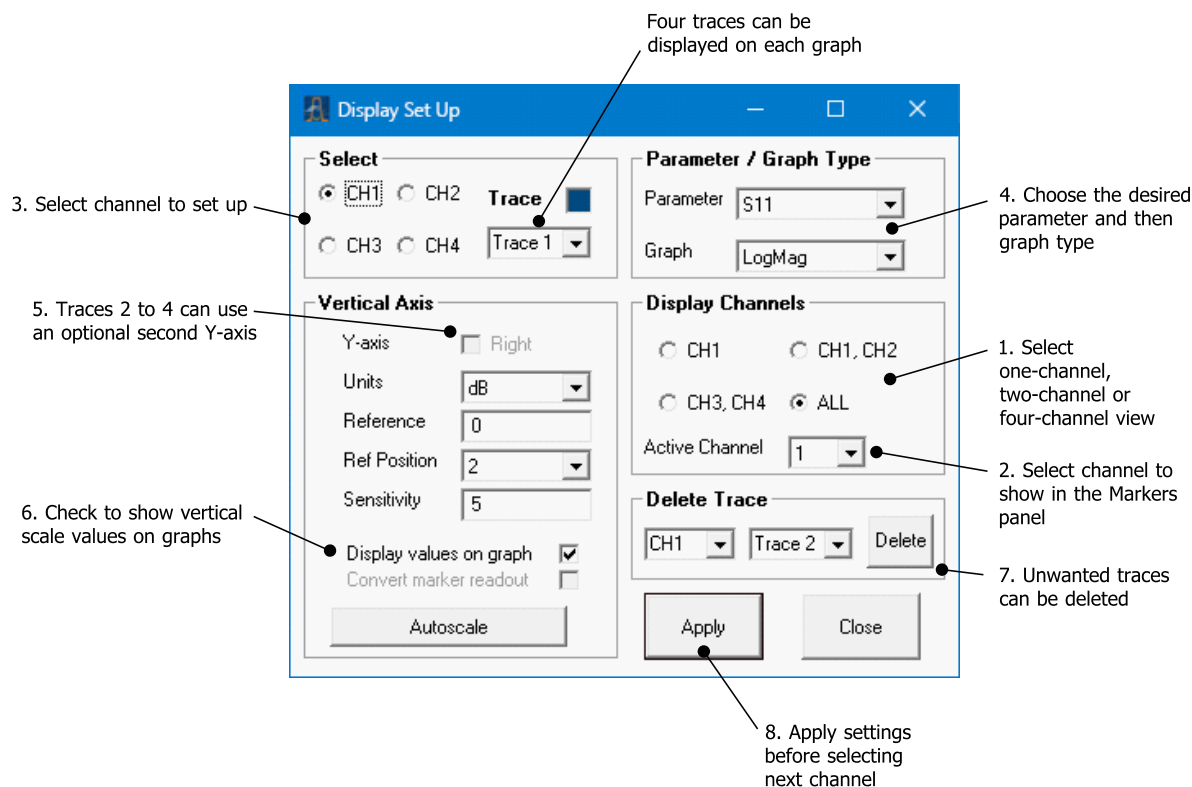 Four traces can be
displayed on each graph
Display Set Up
Select
CH1
CH2
Trace
CH3
CH4
Trace 1
Parameter / Graph Type
Parameter
S11
Graph
LogMag
3. Select channel to set up
4. Choose the desired
parameter and then
graph type
5. Traces 2 to 4 can use
an optional second Y-axis
Vertical Axis
Y-axis
Right
Units
dB
Reference
0
Ref Position
2
Sensitivity
5
Display values on graph
Convert marker readout
Autoscale
6. Check to show vertical
scale values on graphs
Display Channels
CH1
CH1, CH2
CH3, CH4
ALL
Active Channel
1
1. Select
one-channel,
two-channel or
four-channel view
2. Select channel to
show in the Markers
panel
Delete Trace
CH1
Trace 2
Delete
7. Unwanted traces
can be deleted
Apply
Close
8. Apply settings
before selecting
next channel